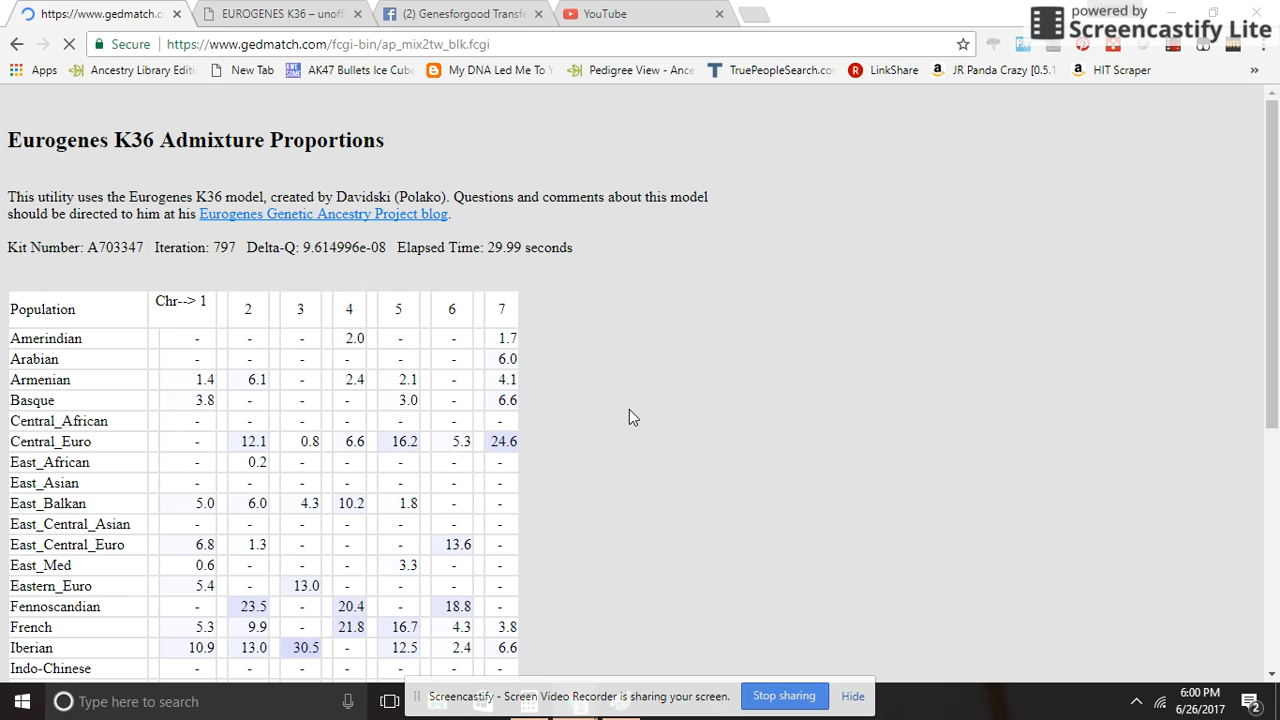 https://www.gedmatch.c
EUROGENES K36 – unoff
(2) Genesforgood Transfe
YouTube
powered by
Screencastify Lite
Secure https://www.gedmatch.com/fcgi-bin/ap_mix2tw_blk.ifcgi
Apps Ancestry Library Editi New Tab AK47 Bullets Ice Cube My DNA Led Me To Y Pedigree View - Ance TruePeopleSearch.co LinkShare JR Panda Crazy [0.5.1 HIT Scraper »
Eurogenes K36 Admixture Proportions
This utility uses the Eurogenes K36 model, created by Davidski (Polako). Questions and comments about this model
should be directed to him at his Eurogenes Genetic Ancestry Project blog.
Kit Number: A703347 Iteration: 797 Delta-Q: 9.614996e-08 Elapsed Time: 29.99 seconds
Population Chr--> 1 2 3 4 5 6 7
Amerindian - - - 2.0 - - 1.7
Arabian - - - - - - 6.0
Armenian 1.4 6.1 - 2.4 2.1 - 4.1
Basque 3.8 - - - 3.0 - 6.6
Central_African - - - - - - -
Central_Euro - 12.1 0.8 6.6 16.2 5.3 24.6
East_African - 0.2 - - - - -
East_Asian - - - - - - -
East_Balkan 5.0 6.0 4.3 10.2 1.8 - -
East_Central_Asian - - - - - - -
East_Central_Euro 6.8 1.3 - - - 13.6 -
East_Med 0.6 - - - 3.3 - -
Eastern_Euro 5.4 - 13.0 - - - -
Fennoscandian - 23.5 - 20.4 - 18.8 -
French 5.3 9.9 - 21.8 16.7 4.3 3.8
Iberian 10.9 13.0 30.5 - 12.5 2.4 6.6
Indo-Chinese - - - - - - -
Screencastify - Screen Video Recorder is sharing your screen. Stop sharing Hide
Type here to search
6:00 PM
6/26/2017
2